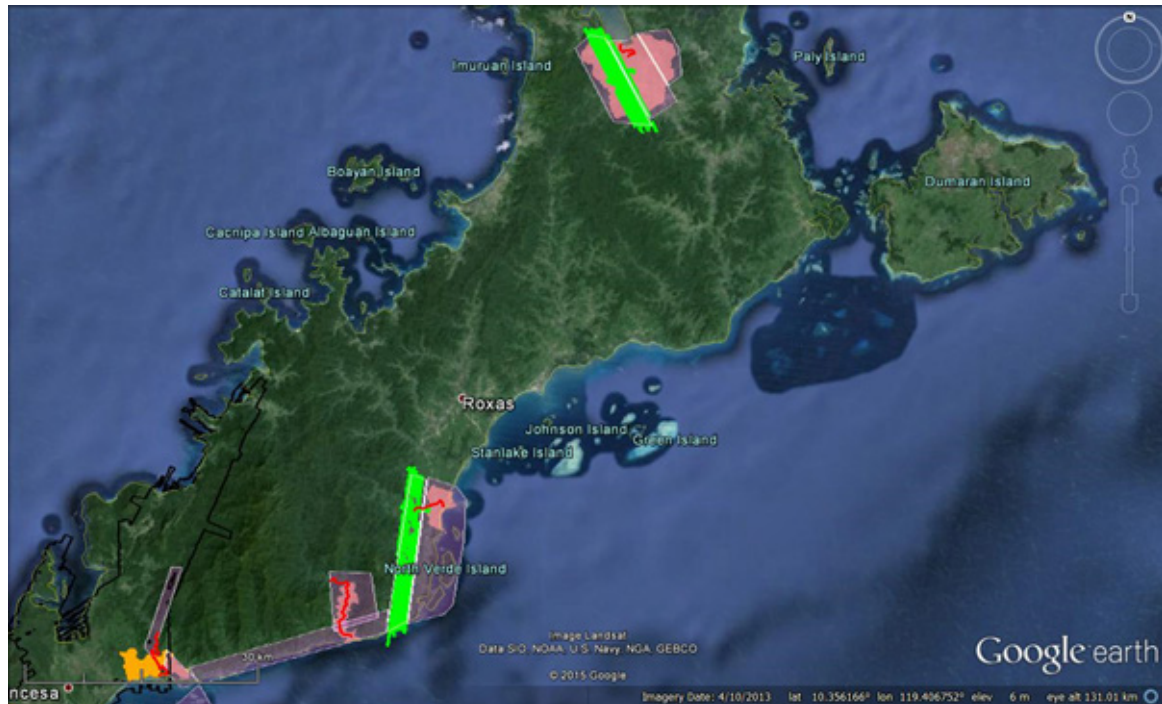 Imuruan Island
Paly Island
Boayan Island
Dumaran Island
Cacnipa Island
Albaguan Island
Catalat Island
Roxas
Johnson Island
Green Island
Stanlake Island
North Verde Island
30 km
Image Landsat
Data SIO, NOAA, U.S. Navy, NGA, GEBCO
© 2015 Google
Google earth
ncesa
Imagery Date: 4/10/2013 lat 10.356166° lon 119.406752° elev 6 m eye alt 131.01 km